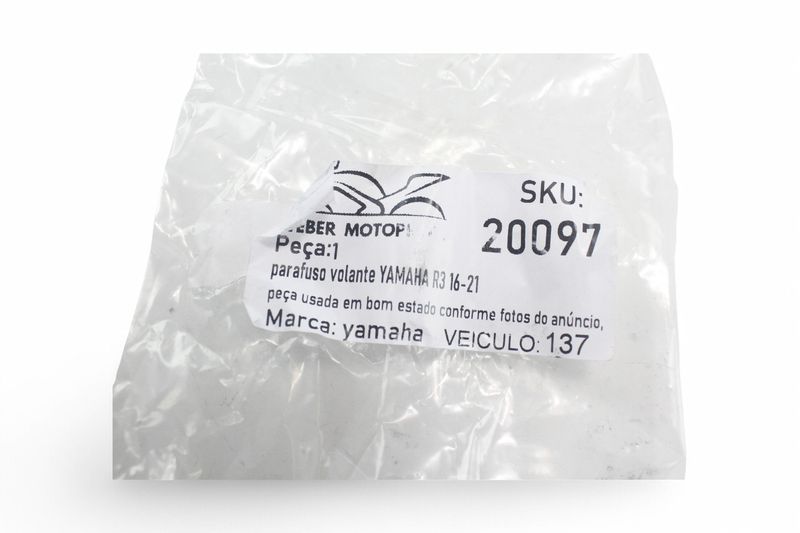 SKU:
20097
MOTOP
Peça:1
parafuso volante YAMAHA R3 16-21
peça usada em bom estado conforme fotos do anúncio,
Marca: yamaha VEICULO: 137